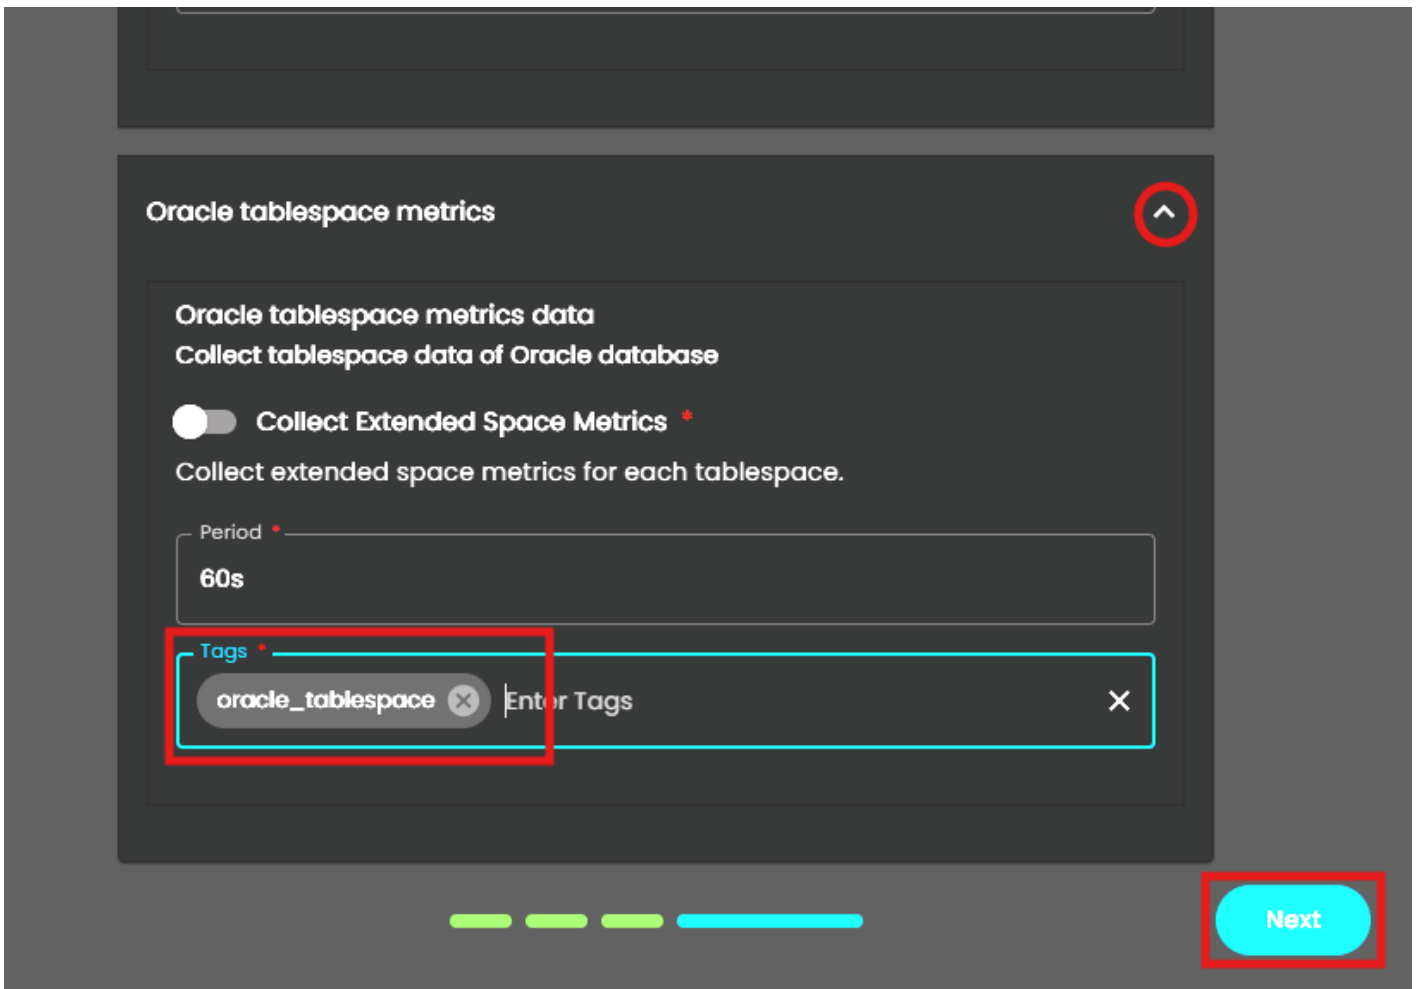 Oracle tablespace metrics
Oracle tablespace metrics data
Collect tablespace data of Oracle database
Collect Extended Space Metrics *
Collect extended space metrics for each tablespace.
Period *
60s
Tags *
oracle_tablespace Enter Tags
Next